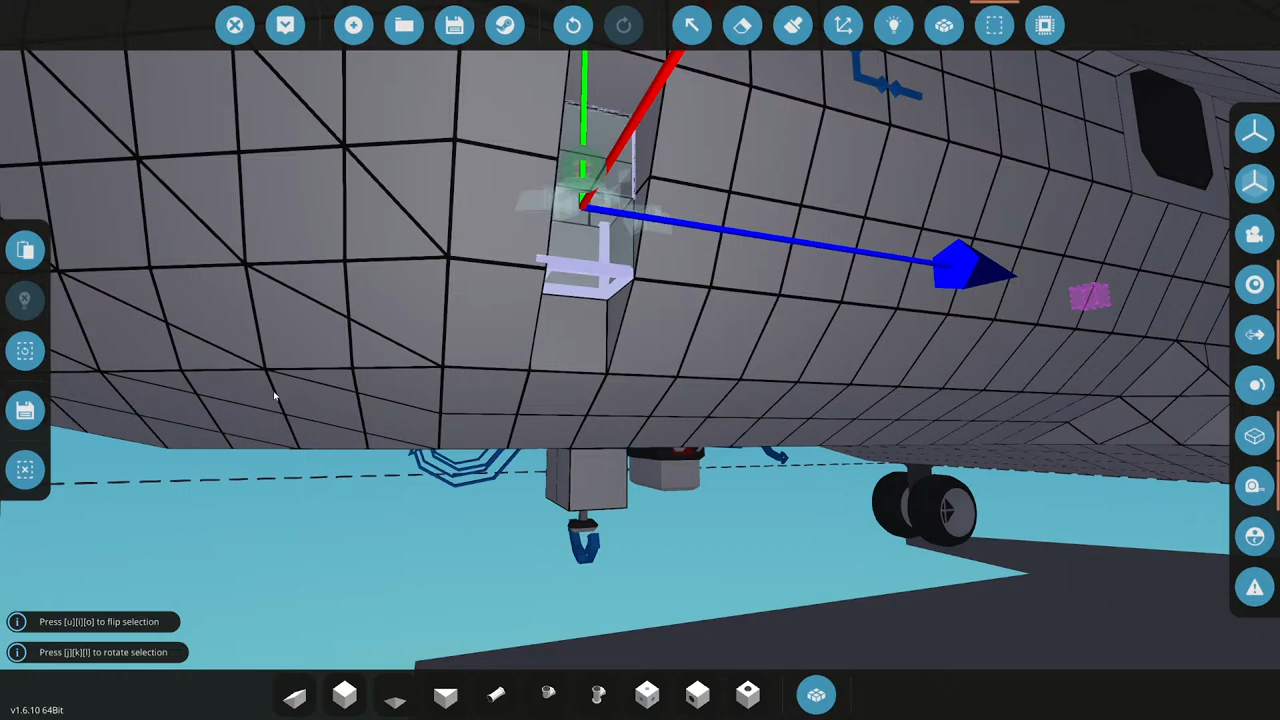 Press [u][i][o] to flip selection
Press [j][k][l] to rotate selection
v1.6.10 64Bit